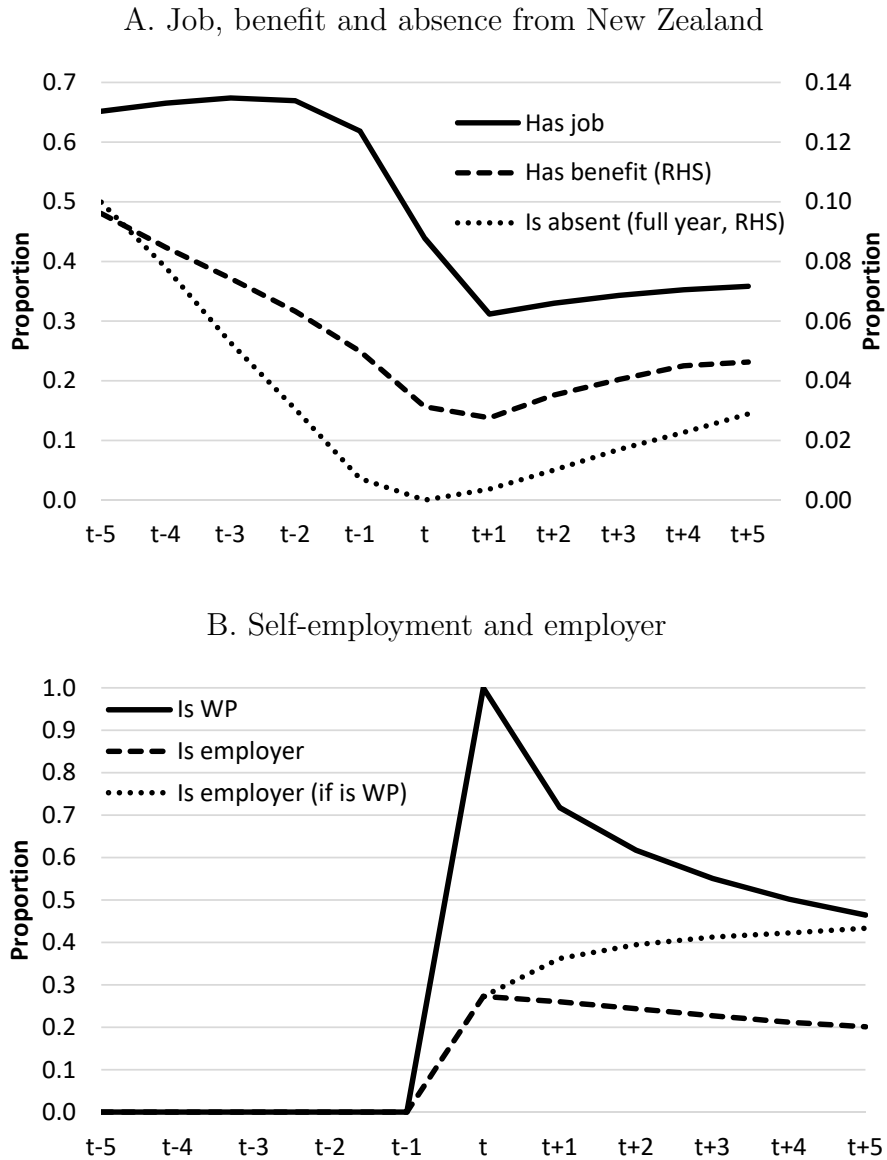 A. Job, benefit and absence from New Zealand
0.7
0.6
0.5
0.4
0.3
0.2
0.1
0.0
Proportion
0.14
0.12
0.10
0.08
0.06
0.04
0.02
0.00
Proportion
Has job
Has benefit (RHS)
Is absent (full year, RHS)
t-5 t-4 t-3 t-2 t-1 t t+1 t+2 t+3 t+4 t+5
B. Self-employment and employer
1.0
0.9
0.8
0.7
0.6
0.5
0.4
0.3
0.2
0.1
0.0
Proportion
Is WP
Is employer
Is employer (if is WP)
t-5 t-4 t-3 t-2 t-1 t t+1 t+2 t+3 t+4 t+5